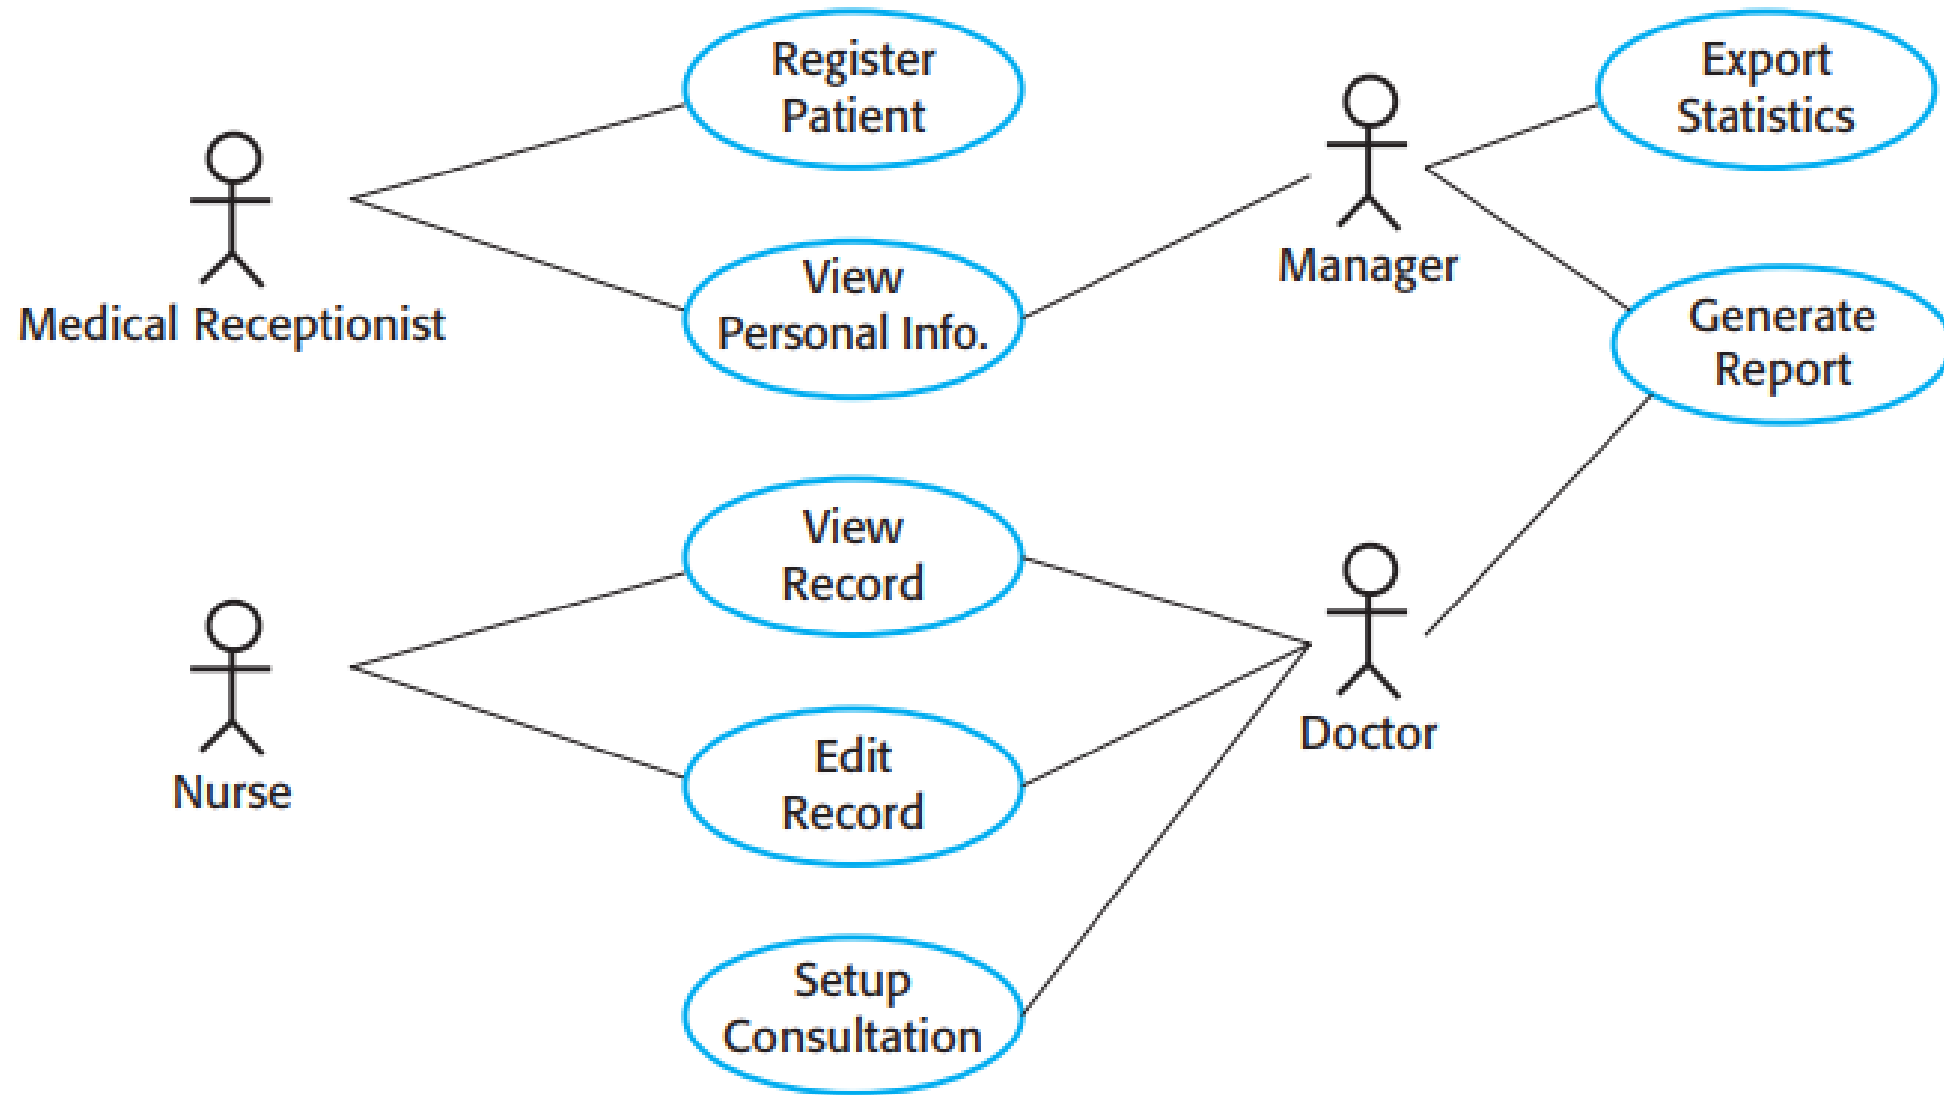 Register
Patient
Export
Statistics
Medical Receptionist
View
Personal Info.
Manager
Generate
Report
View
Record
Nurse
Edit
Record
Doctor
Setup
Consultation